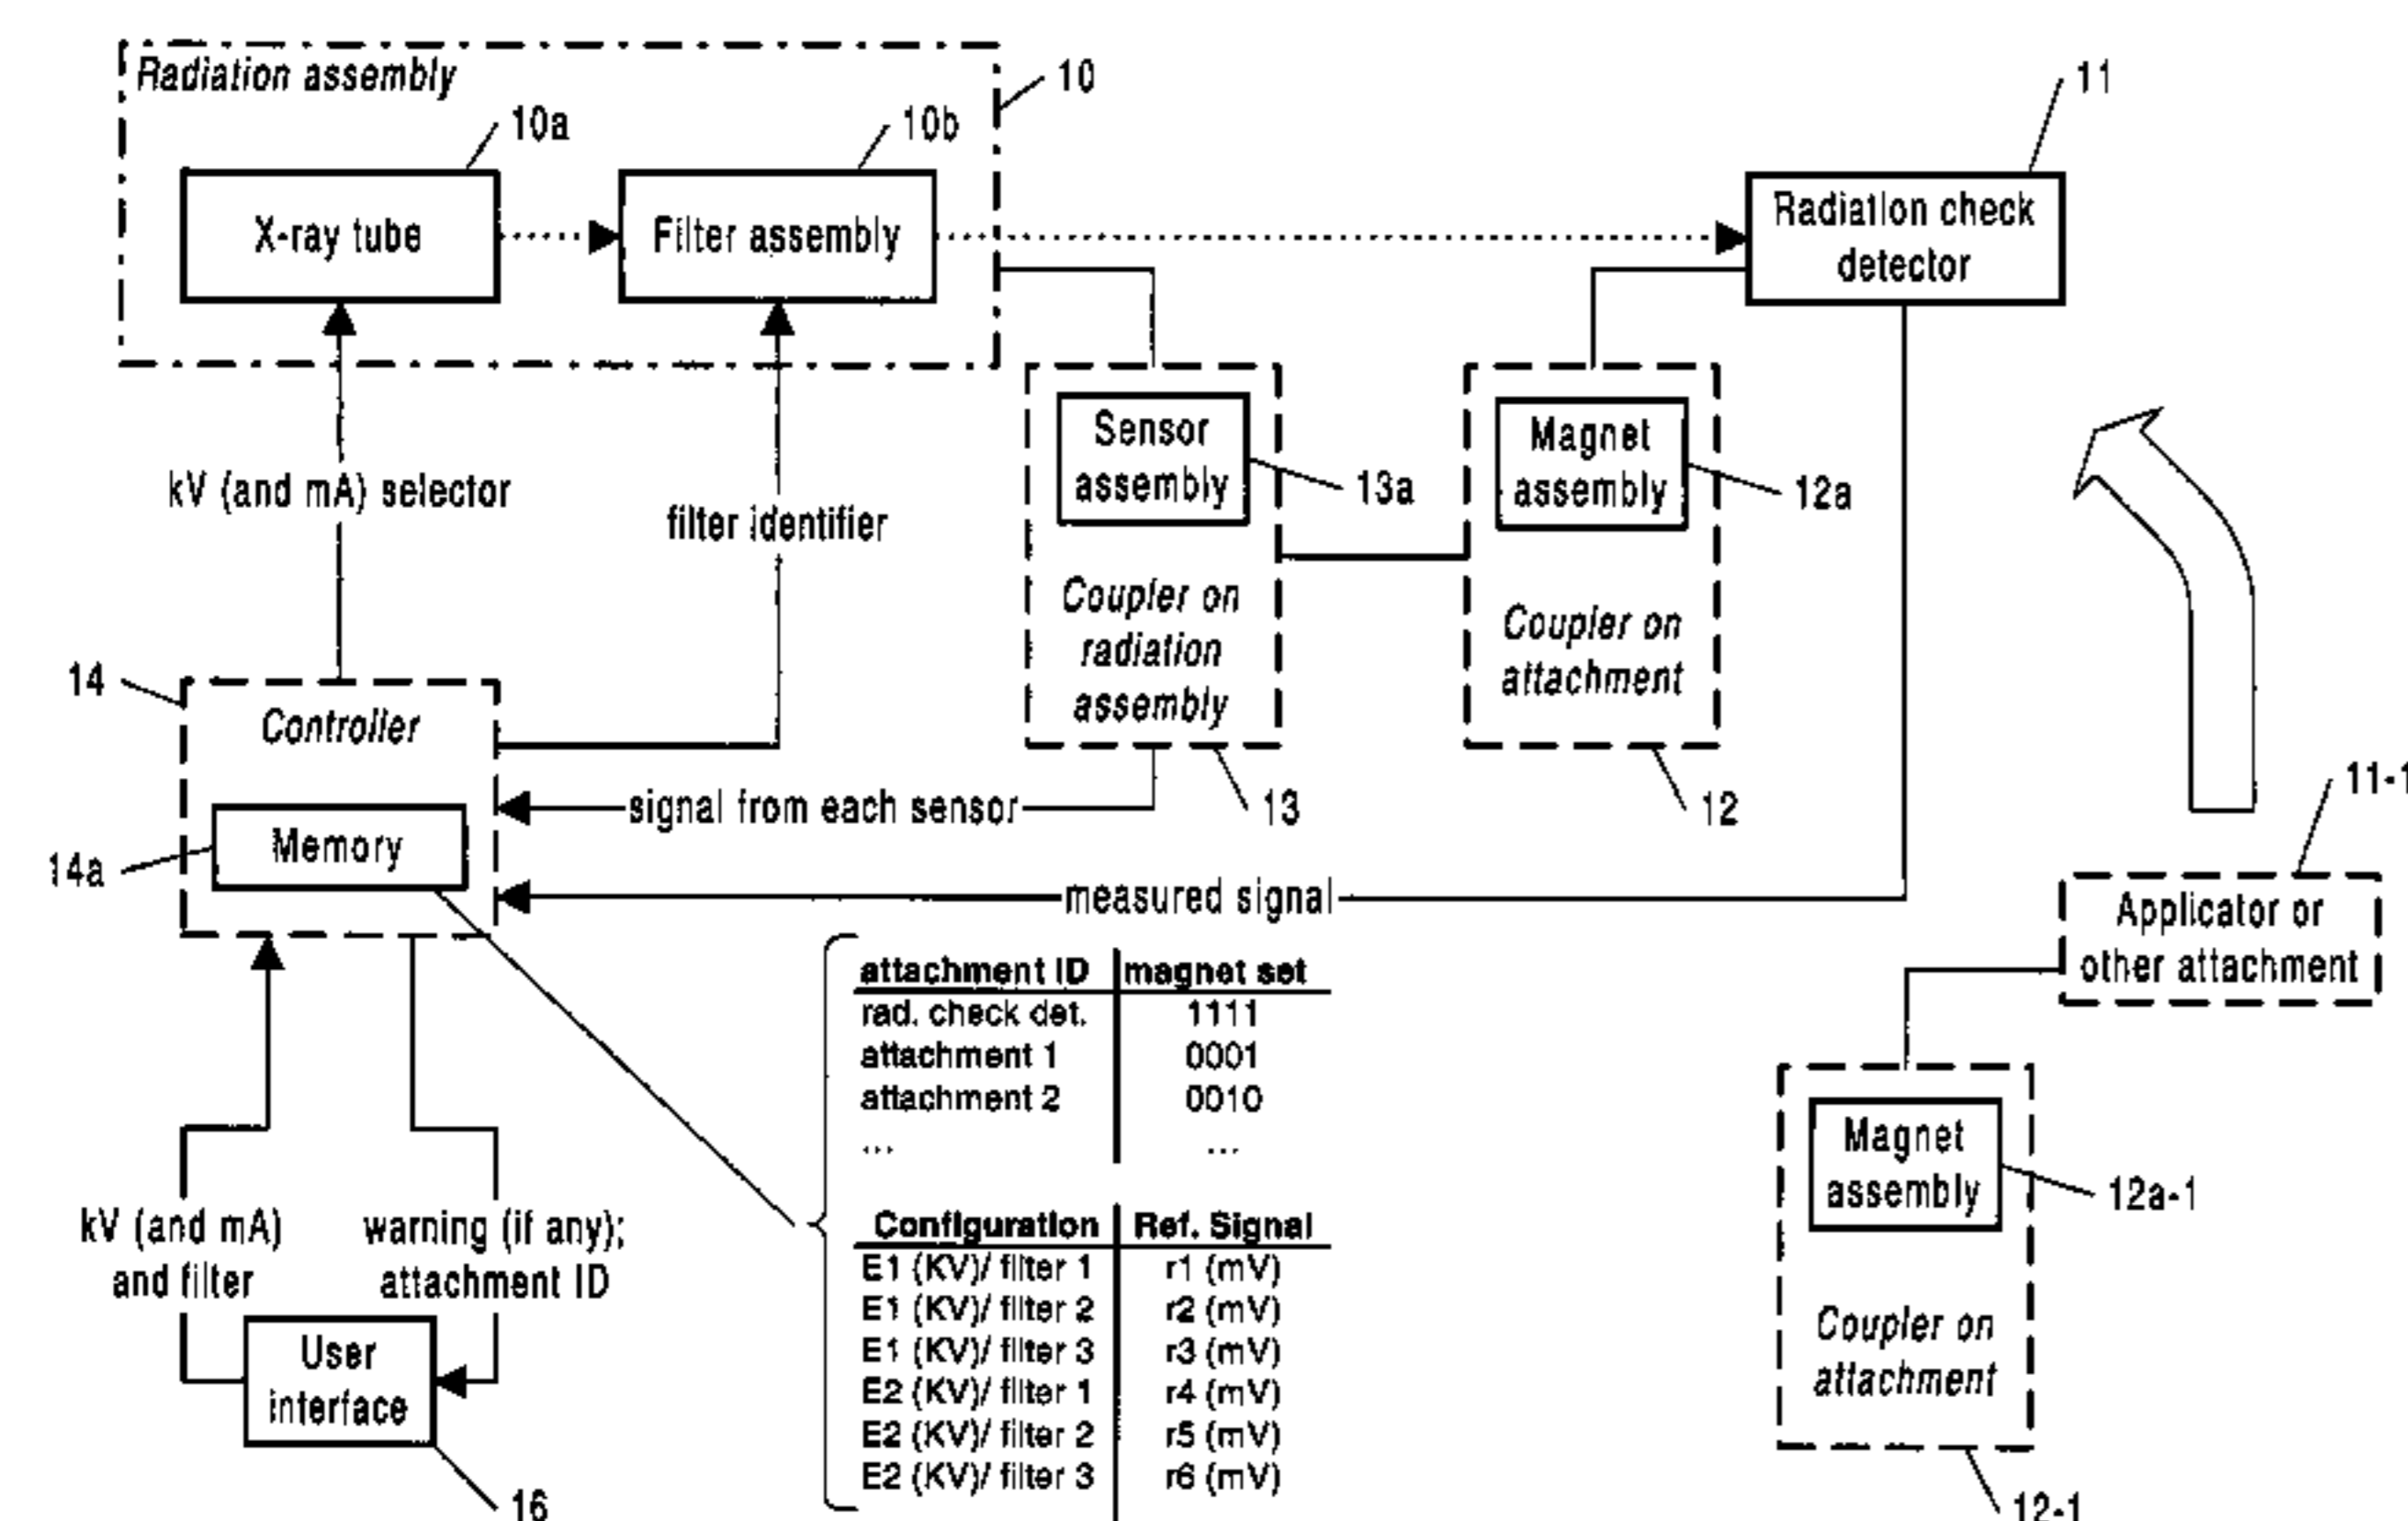 Radiation assembly
10
11
10a
10b
X-ray tube
Filter assembly
Radiation check
detector
Sensor
assembly
13a
Magnet
assembly
12a
kV (and mA) selector
filter identifier
Coupler on
radiation
assembly
Coupler on
attachment
14
Controller
13
12
11-1
signal from each sensor
Memory
14a
measured signal
Applicator or
other attachment
attachment ID magnet set
rad. check det. 1111
attachment 1 0001
attachment 2 0010
... ...
Magnet
assembly
12a-1
kV (and mA)
and filter
warning (if any);
attachment ID
Configuration Ref. Signal
E1 (KV)/ filter 1 r1 (mV)
E1 (KV)/ filter 2 r2 (mV)
E1 (KV)/ filter 3 r3 (mV)
E2 (KV)/ filter 1 r4 (mV)
E2 (KV)/ filter 2 r5 (mV)
E2 (KV)/ filter 3 r6 (mV)
Coupler on
attachment
User
interface
16
12-1